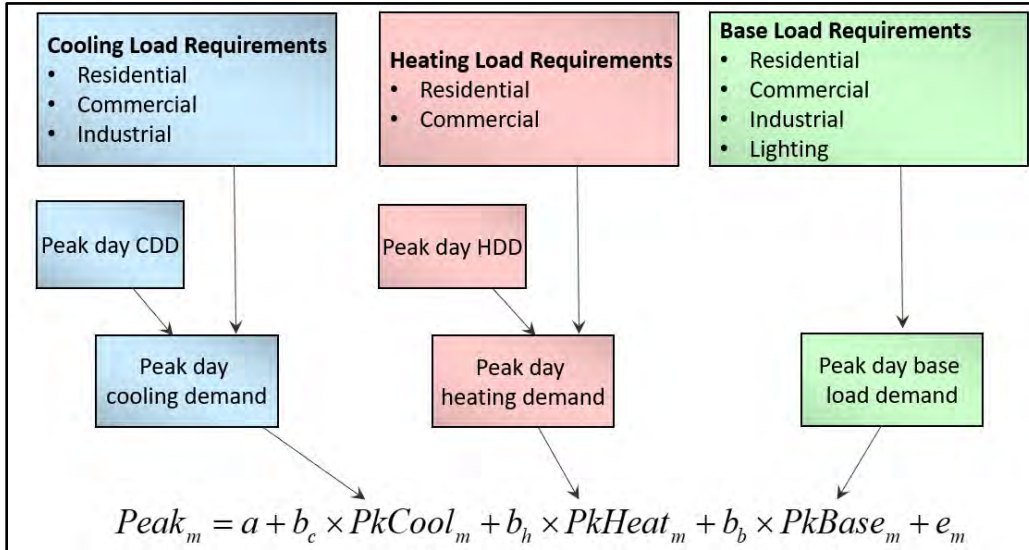 Cooling Load Requirements
• Residential
• Commercial
• Industrial
Heating Load Requirements
• Residential
• Commercial
Base Load Requirements
• Residential
• Commercial
• Industrial
• Lighting
Peak day CDD
Peak day HDD
Peak day
cooling demand
Peak day
heating demand
Peak day base
load demand
Peak_m = a + b_c × PkCool_m + b_h × PkHeat_m + b_b × PkBase_m + e_m